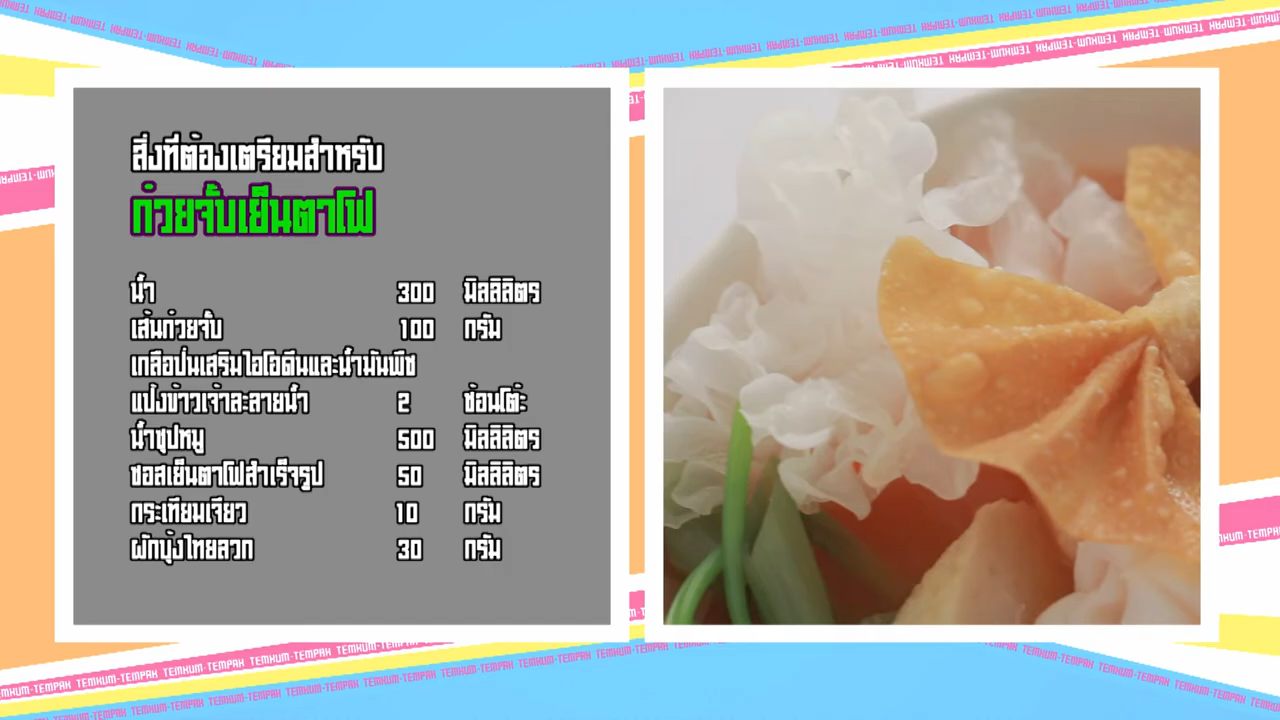 สิ่งที่ต้องเตรียมสำหรับ
ก๋วยจั๊บเย็นตาโฟ
น้ำ 300 มิลลิลิตร
เส้นก๋วยจั๊บ 100 กรัม
เกลือป่นเสริมไอโอดีนและน้ำมันพืช
แป้งข้าวเจ้าละลายน้ำ 2 ช้อนโต๊ะ
น้ำซุปหมู 500 มิลลิลิตร
ซอสเย็นตาโฟสำเร็จรูป 50 มิลลิลิตร
กระเทียมเจียว 10 กรัม
ผักบุ้งไทยลวก 30 กรัม
TEMXUM-TEMPAX TEMXUM-TEMPAX TEMXUM-TEMPAX